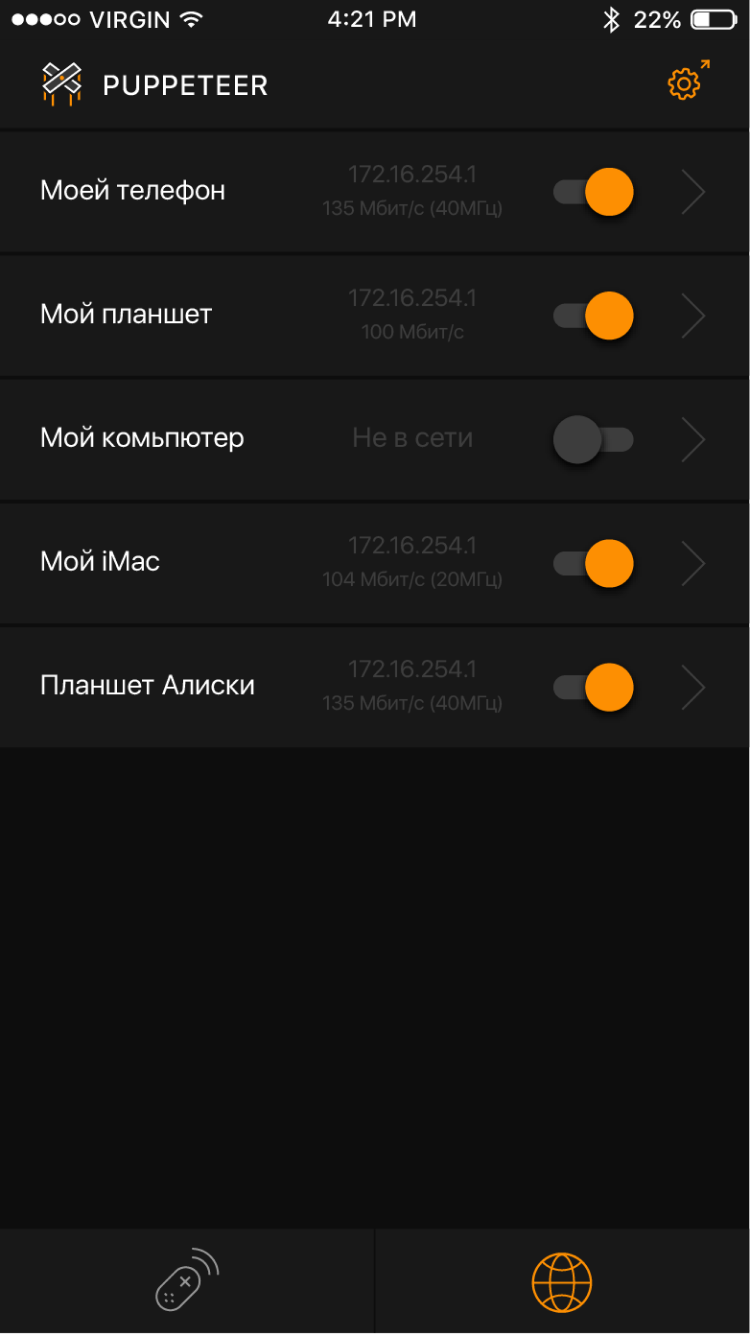 VIRGIN 4:21 PM 22%
PUPPETEER
Моей телефон
172.16.254.1
135 Мбит/с (40МГц)
Мой планшет
172.16.254.1
100 Мбит/с
Мой комьпютер
Не в сети
Мой iMac
172.16.254.1
104 Мбит/с (20МГц)
Планшет Алиски
172.16.254.1
135 Мбит/с (40МГц)